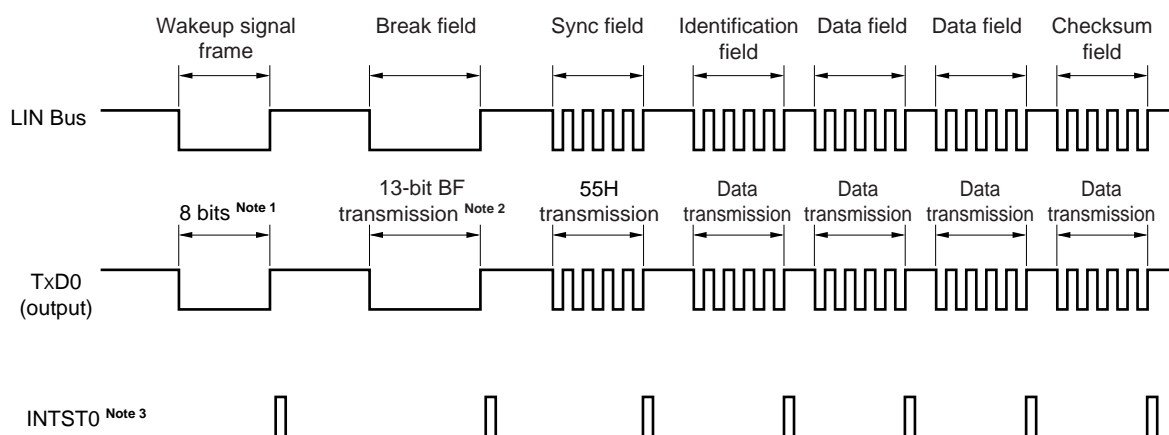 Wakeup signal frame
Break field
Sync field
Identification field
Data field
Data field
Checksum field
LIN Bus
8 bits Note 1
13-bit BF transmission Note 2
55H transmission
Data transmission
Data transmission
Data transmission
Data transmission
TxD0 (output)
INTST0 Note 3